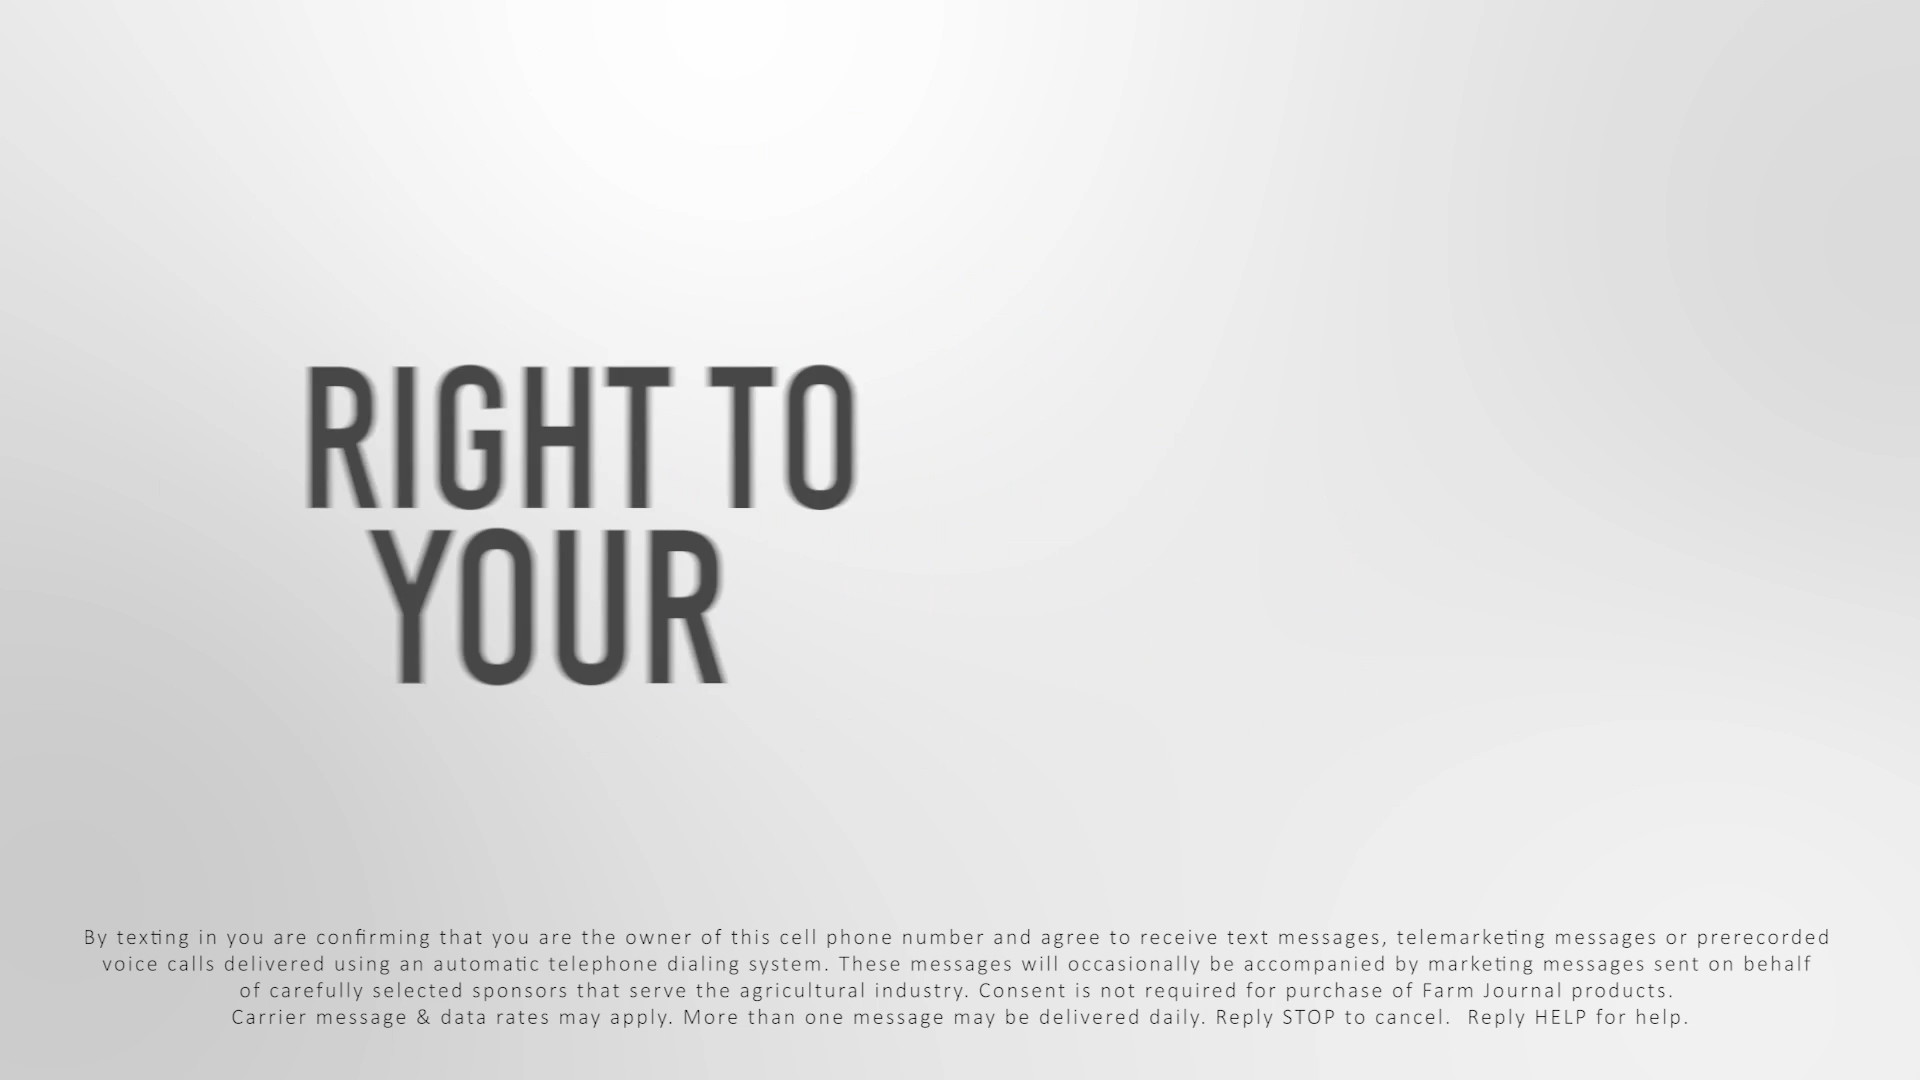 RIGHT TO
YOUR
By texting in you are confirming that you are the owner of this cell phone number and agree to receive text messages, telemarketing messages or prerecorded
voice calls delivered using an automatic telephone dialing system. These messages will occasionally be accompanied by marketing messages sent on behalf
of carefully selected sponsors that serve the agricultural industry. Consent is not required for purchase of Farm Journal products.
Carrier message & data rates may apply. More than one message may be delivered daily. Reply STOP to cancel.  Reply HELP for help.